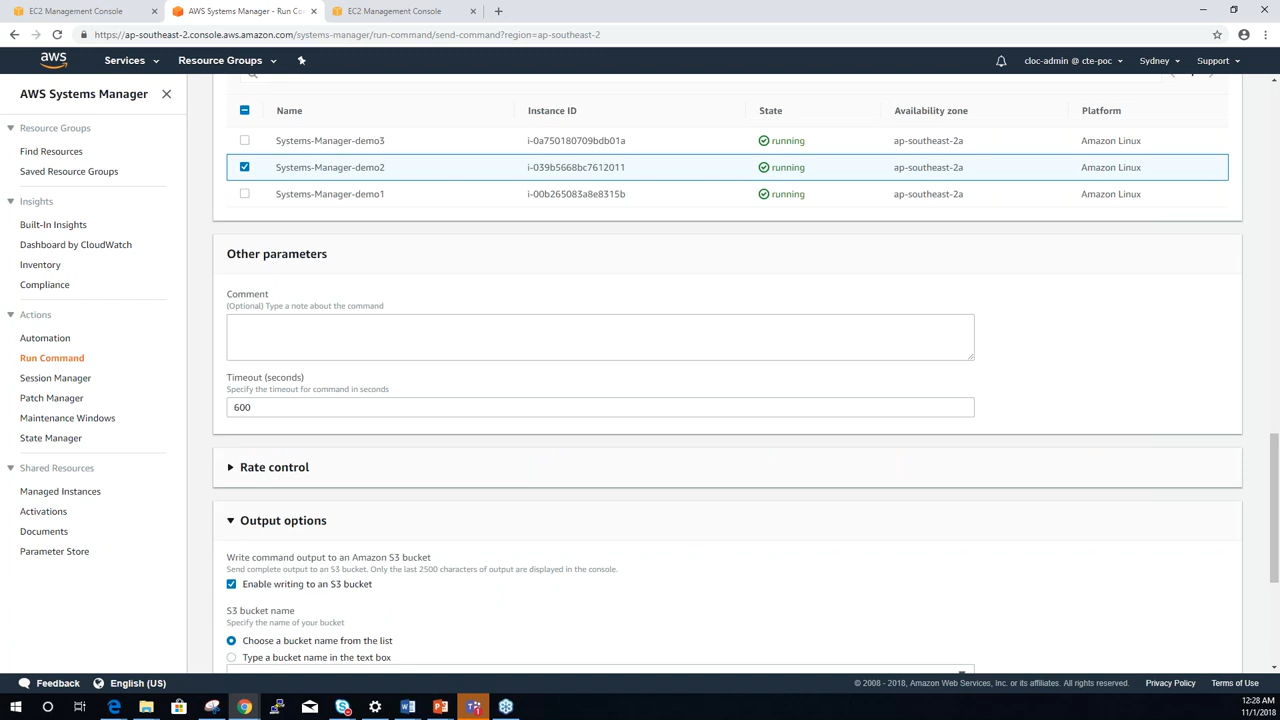 EC2 Management Console
AWS Systems Manager - Run Co
EC2 Management Console
https://ap-southeast-2.console.aws.amazon.com/systems-manager/run-command/send-command?region=ap-southeast-2
aws
Services
Resource Groups
cloc-admin @ cte-poc
Sydney
Support
AWS Systems Manager
Resource Groups
Find Resources
Saved Resource Groups
Insights
Built-In Insights
Dashboard by CloudWatch
Inventory
Compliance
Actions
Automation
Run Command
Session Manager
Patch Manager
Maintenance Windows
State Manager
Shared Resources
Managed Instances
Activations
Documents
Parameter Store
Name Instance ID State Availability zone Platform
Systems-Manager-demo3 i-0a750180709bdb01a running ap-southeast-2a Amazon Linux
Systems-Manager-demo2 i-039b5668bc7612011 running ap-southeast-2a Amazon Linux
Systems-Manager-demo1 i-00b265083a8e8315b running ap-southeast-2a Amazon Linux
Other parameters
Comment
(Optional) Type a note about the command
Timeout (seconds)
Specify the timeout for command in seconds
600
Rate control
Output options
Write command output to an Amazon S3 bucket
Send complete output to an S3 bucket. Only the last 2500 characters of output are displayed in the console.
Enable writing to an S3 bucket
S3 bucket name
Specify the name of your bucket
Choose a bucket name from the list
Type a bucket name in the text box
Feedback
English (US)
© 2008 - 2018, Amazon Web Services, Inc. or its affiliates. All rights reserved.
Privacy Policy
Terms of Use
12:28 AM
11/1/2018